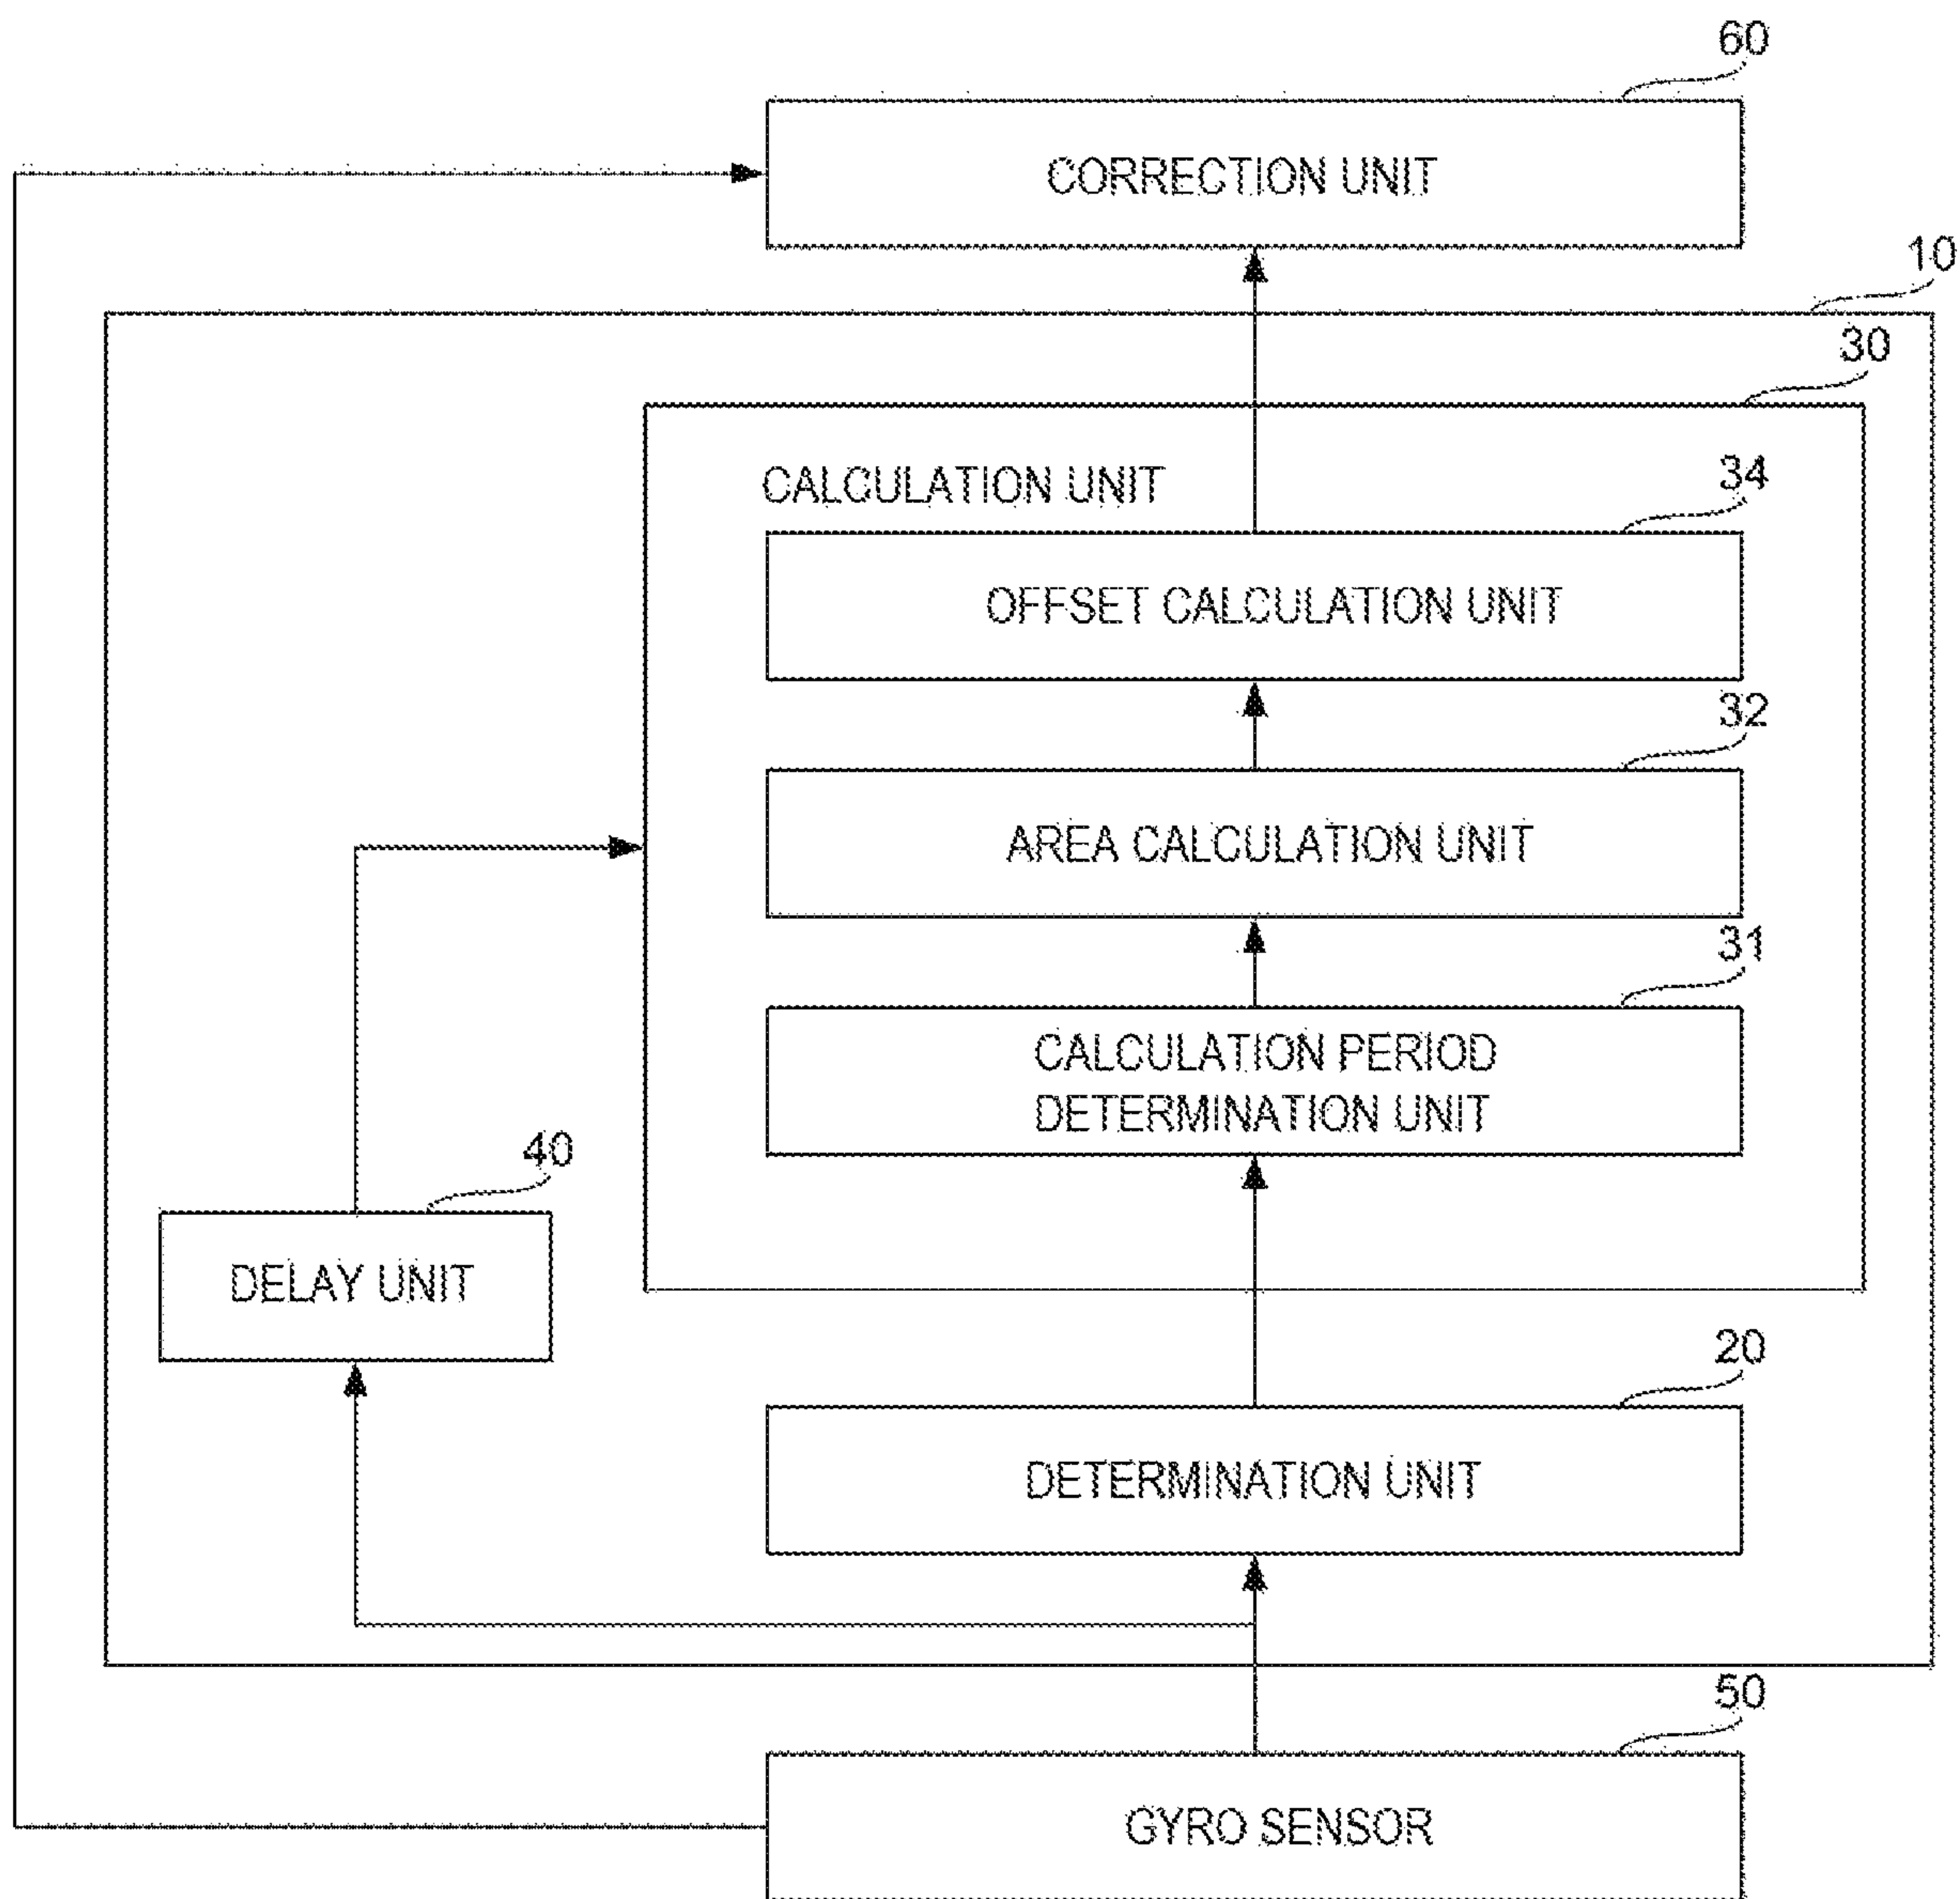 60
CORRECTION UNIT
10
30
CALCULATION UNIT
34
OFFSET CALCULATION UNIT
32
AREA CALCULATION UNIT
31
CALCULATION PERIOD
DETERMINATION UNIT
40
DELAY UNIT
20
DETERMINATION UNIT
50
GYRO SENSOR